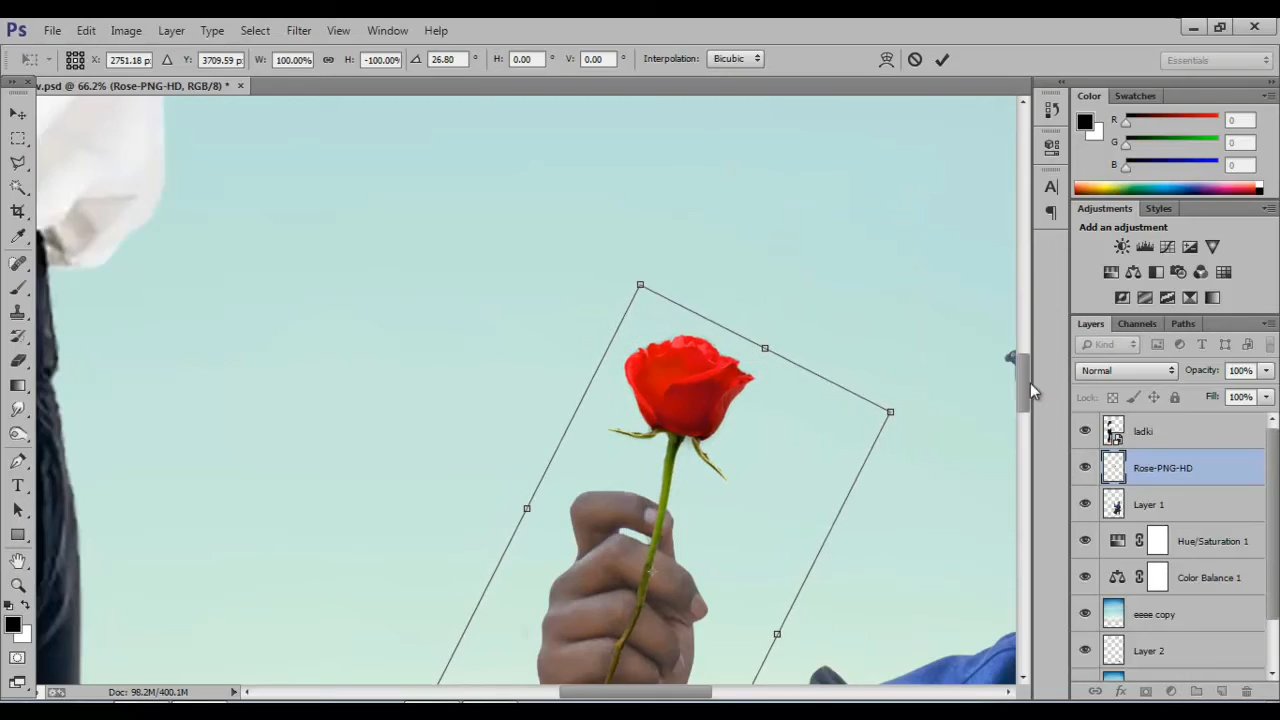 Ps File Edit Image Layer Type Select Filter View Window Help
X: 2751.18 p: Y: 3709.59 p: W: 100.00% H: -100.00% 26.80 ° H: 0.00 ° V: 0.00 ° Interpolation: Bicubic Essentials
v.psd @ 66.2% (Rose-PNG-HD, RGB/8) * ×
Color Swatches
R 0
G 0
B 0
Adjustments Styles
Add an adjustment
Layers Channels Paths
Kind
Normal Opacity: 100%
Lock: Fill: 100%
ladki
Rose-PNG-HD
Layer 1
Hue/Saturation 1
Color Balance 1
eeee copy
Layer 2
Doc: 98.2M/400.1M